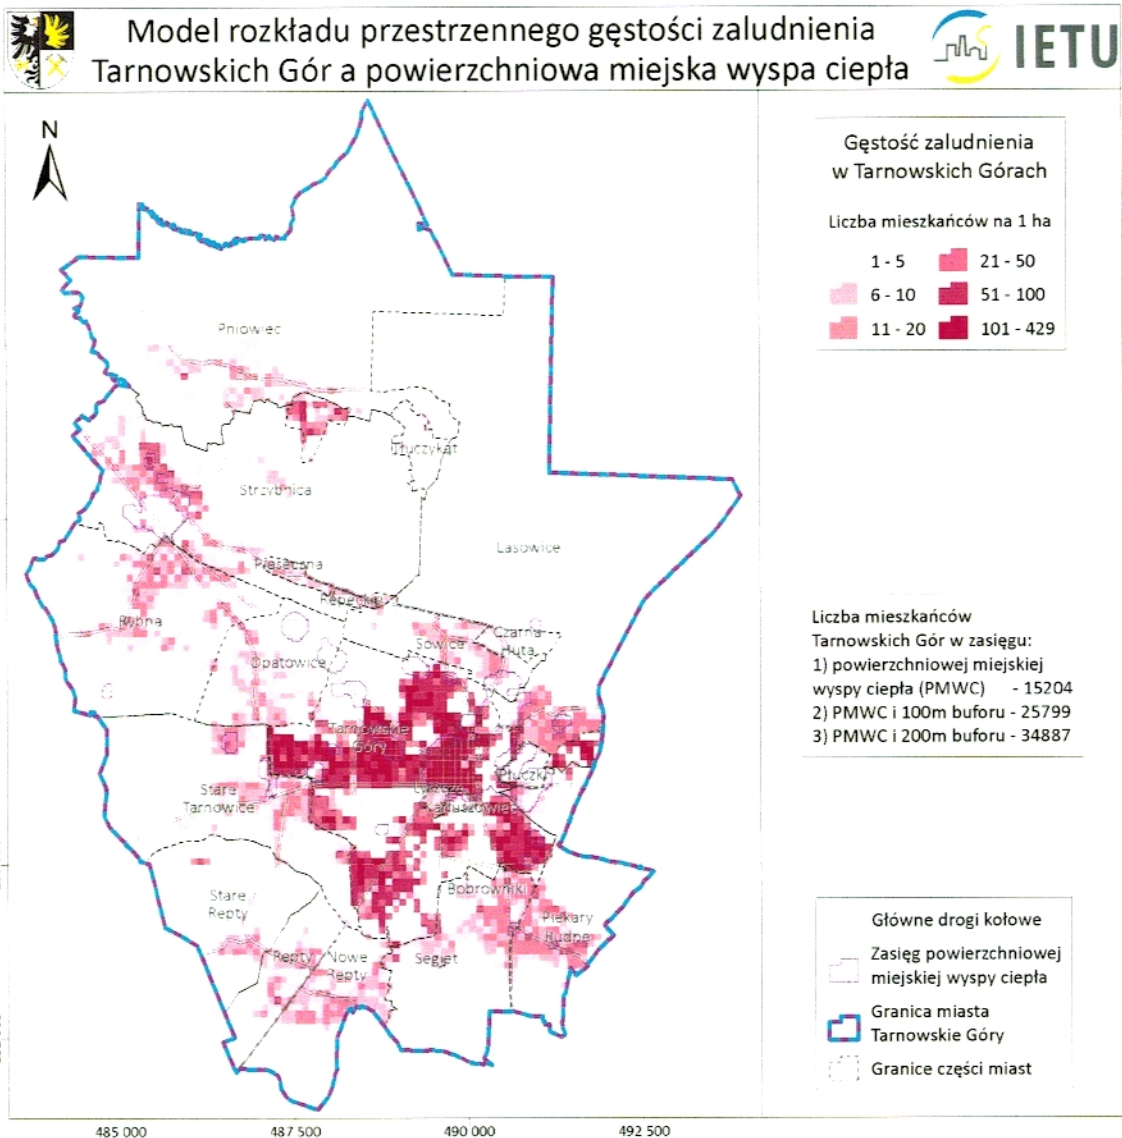 Model rozkładu przestrzennego gęstości zaludnienia
Tarnowskich Gór a powierzchniowa miejska wyspa ciepła
IETU
N
Gęstość zaludnienia
w Tarnowskich Górach
Liczba mieszkańców na 1 ha
1 - 5
21 - 50
6 - 10
51 - 100
11 - 20
101 - 429
Pniowiec
Tłuczykąt
Strzybnica
Lasowice
Piaseczna
Repeckie
Rybna
Sowice
Czarna
Huta
Opatowice
Tarnowskie
Góry
Płuczki
Stare
Tarnowice
Bobrowniki
Stare
Repty
Piekary
Rudne
Repty
Nowe
Repty
Segiet
Liczba mieszkańców
Tarnowskich Gór w zasięgu:
1) powierzchniowej miejskiej
wyspy ciepła (PMWC) - 15204
2) PMWC i 100m buforu - 25799
3) PMWC i 200m buforu - 34887
Główne drogi kołowe
Zasięg powierzchniowej
miejskiej wyspy ciepła
Granica miasta
Tarnowskie Góry
Granice części miast
485 000
487 500
490 000
492 500